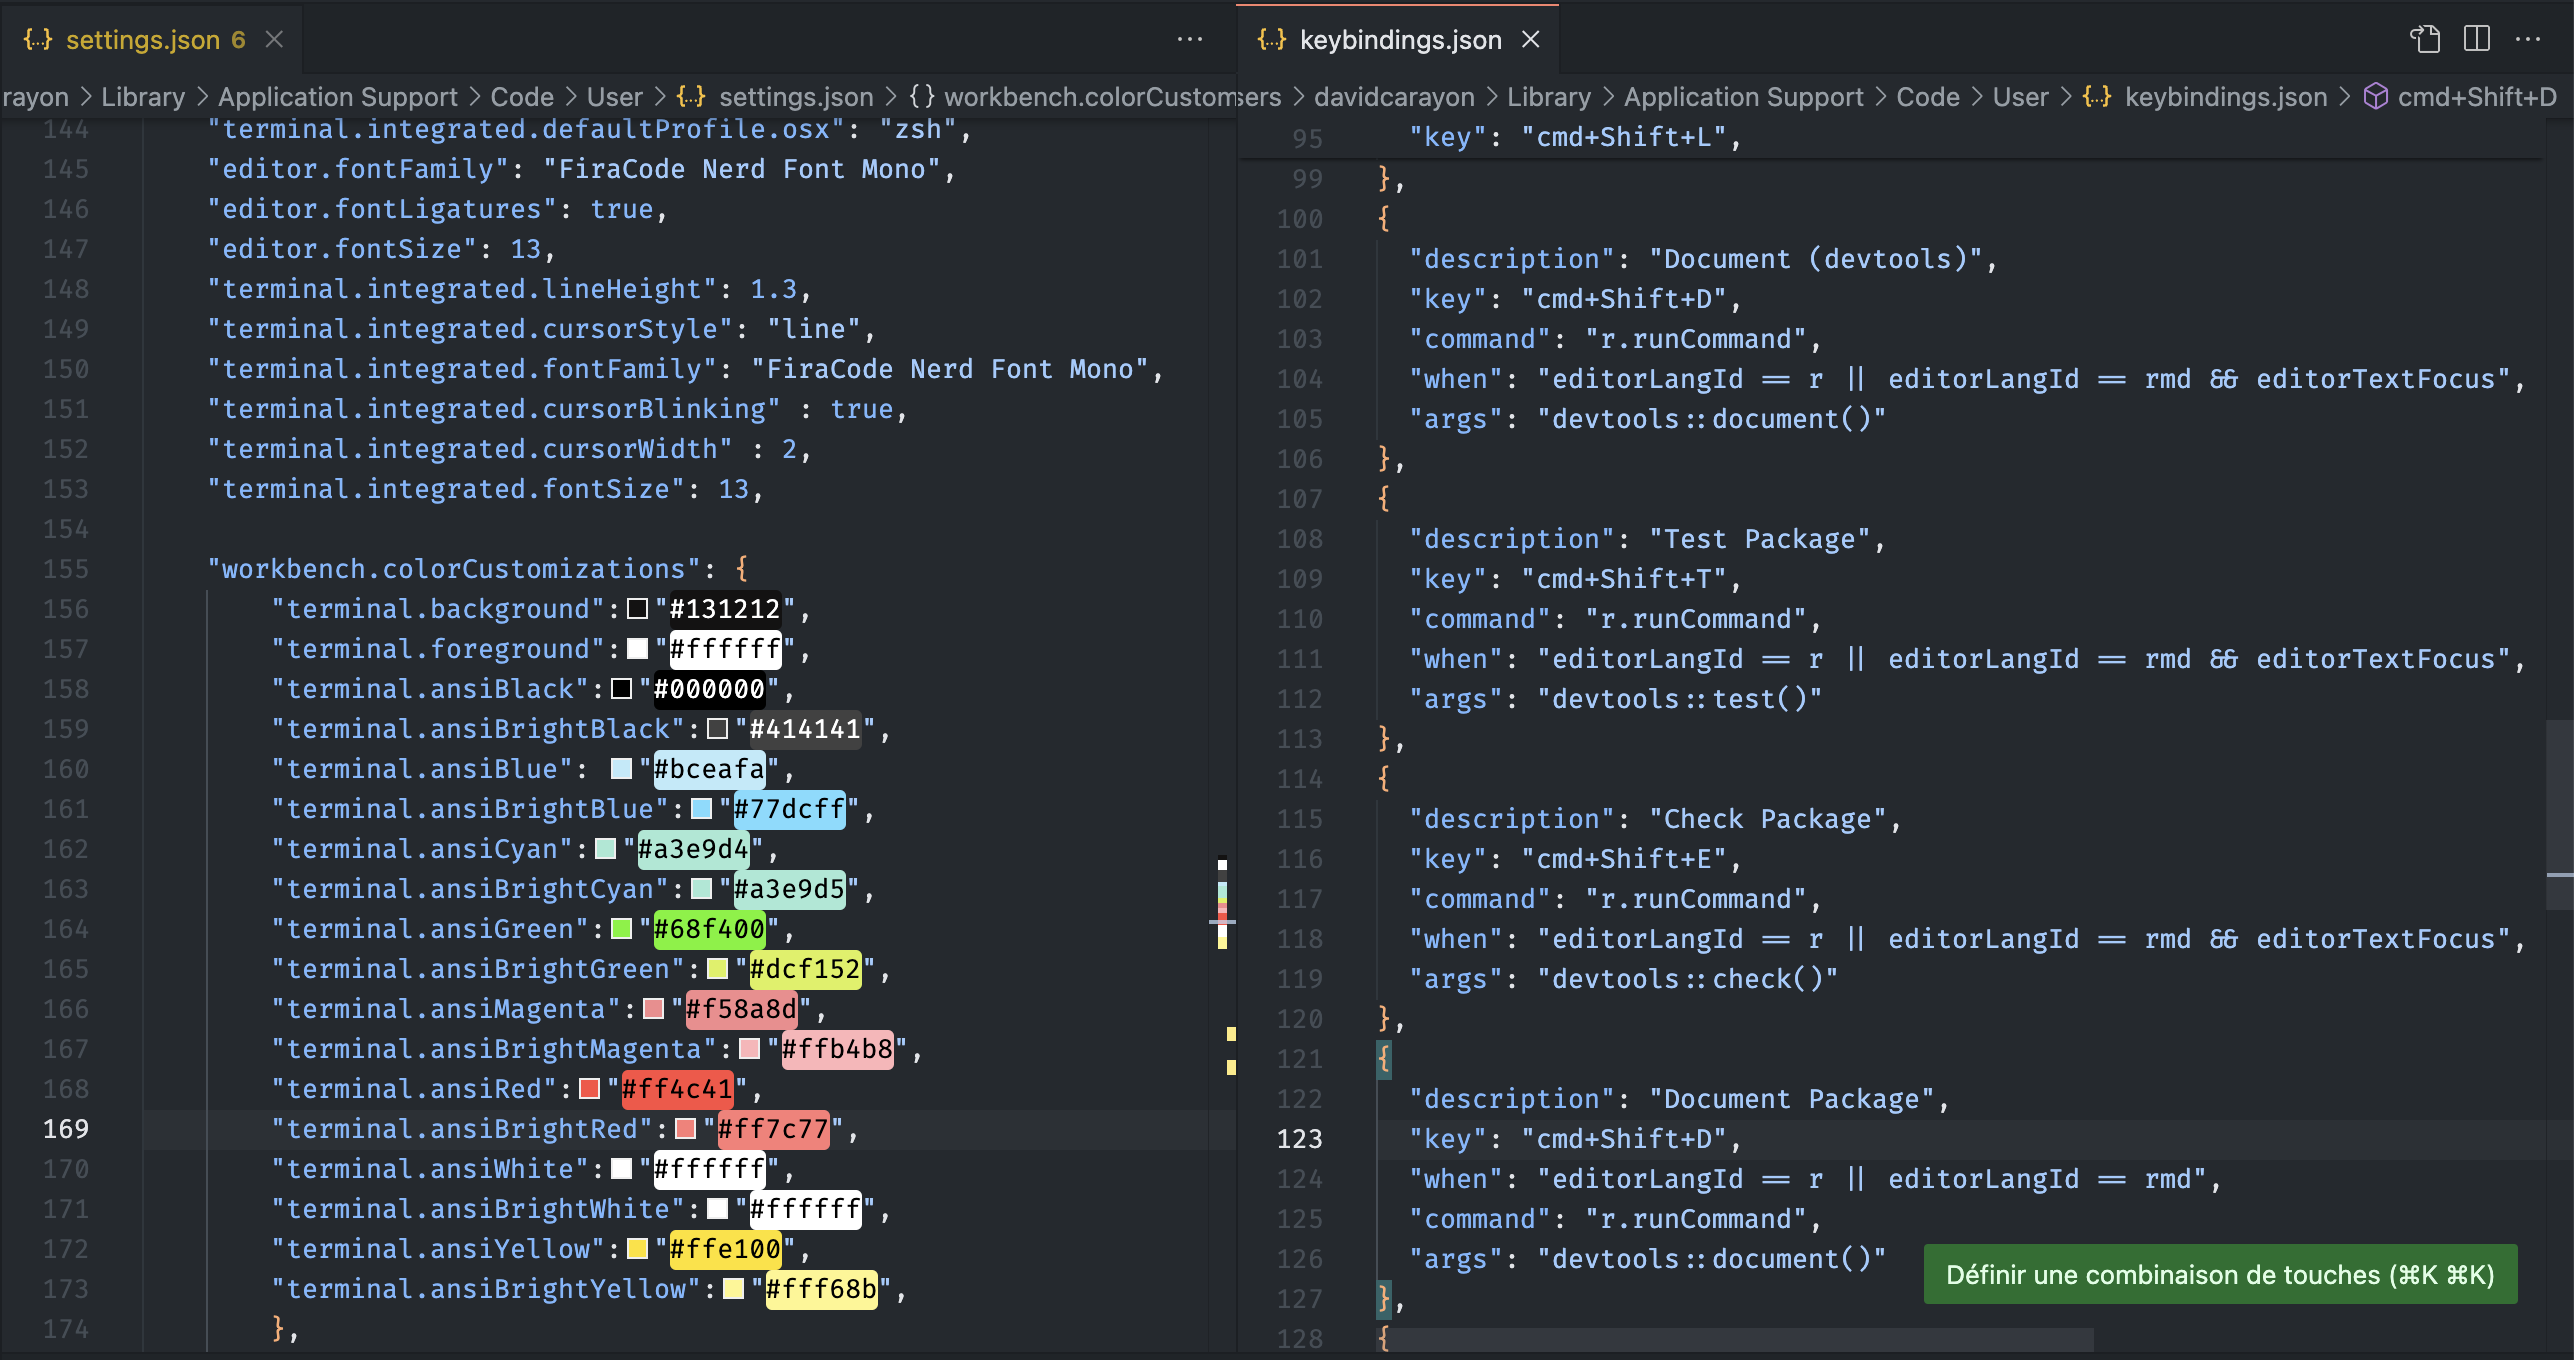 settings.json 6
rayon > Library > Application Support > Code > User > {..} settings.json > {} workbench.colorCustom
144 "terminal.integrated.defaultProfile.osx": "zsh",
145 "editor.fontFamily": "FiraCode Nerd Font Mono",
146 "editor.fontLigatures": true,
147 "editor.fontSize": 13,
148 "terminal.integrated.lineHeight": 1.3,
149 "terminal.integrated.cursorStyle": "line",
150 "terminal.integrated.fontFamily": "FiraCode Nerd Font Mono",
151 "terminal.integrated.cursorBlinking" : true,
152 "terminal.integrated.cursorWidth" : 2,
153 "terminal.integrated.fontSize": 13,
154
155 "workbench.colorCustomizations": {
156 "terminal.background": "#131212",
157 "terminal.foreground": "#ffffff",
158 "terminal.ansiBlack": "#000000",
159 "terminal.ansiBrightBlack": "#414141",
160 "terminal.ansiBlue": "#bceafa",
161 "terminal.ansiBrightBlue": "#77dcff",
162 "terminal.ansiCyan": "#a3e9d4",
163 "terminal.ansiBrightCyan": "#a3e9d5",
164 "terminal.ansiGreen": "#68f400",
165 "terminal.ansiBrightGreen": "#dcf152",
166 "terminal.ansiMagenta": "#f58a8d",
167 "terminal.ansiBrightMagenta": "#ffb4b8",
168 "terminal.ansiRed": "#ff4c41",
169 "terminal.ansiBrightRed": "#ff7c77",
170 "terminal.ansiWhite": "#ffffff",
171 "terminal.ansiBrightWhite": "#ffffff",
172 "terminal.ansiYellow": "#ffe100",
173 "terminal.ansiBrightYellow": "#fff68b",
174 },
keybindings.json
sers > davidcarayon > Library > Application Support > Code > User > {..} keybindings.json > cmd+Shift+D
95 "key": "cmd+Shift+L",
99 },
100 {
101 "description": "Document (devtools)",
102 "key": "cmd+Shift+D",
103 "command": "r.runCommand",
104 "when": "editorLangId == r || editorLangId == rmd && editorTextFocus",
105 "args": "devtools::document()"
106 },
107 {
108 "description": "Test Package",
109 "key": "cmd+Shift+T",
110 "command": "r.runCommand",
111 "when": "editorLangId == r || editorLangId == rmd && editorTextFocus",
112 "args": "devtools::test()"
113 },
114 {
115 "description": "Check Package",
116 "key": "cmd+Shift+E",
117 "command": "r.runCommand",
118 "when": "editorLangId == r || editorLangId == rmd && editorTextFocus",
119 "args": "devtools::check()"
120 },
121 {
122 "description": "Document Package",
123 "key": "cmd+Shift+D",
124 "when": "editorLangId == r || editorLangId == rmd",
125 "command": "r.runCommand",
126 "args": "devtools::document()"
127 },
128 {
Définir une combinaison de touches (⌘K ⌘K)